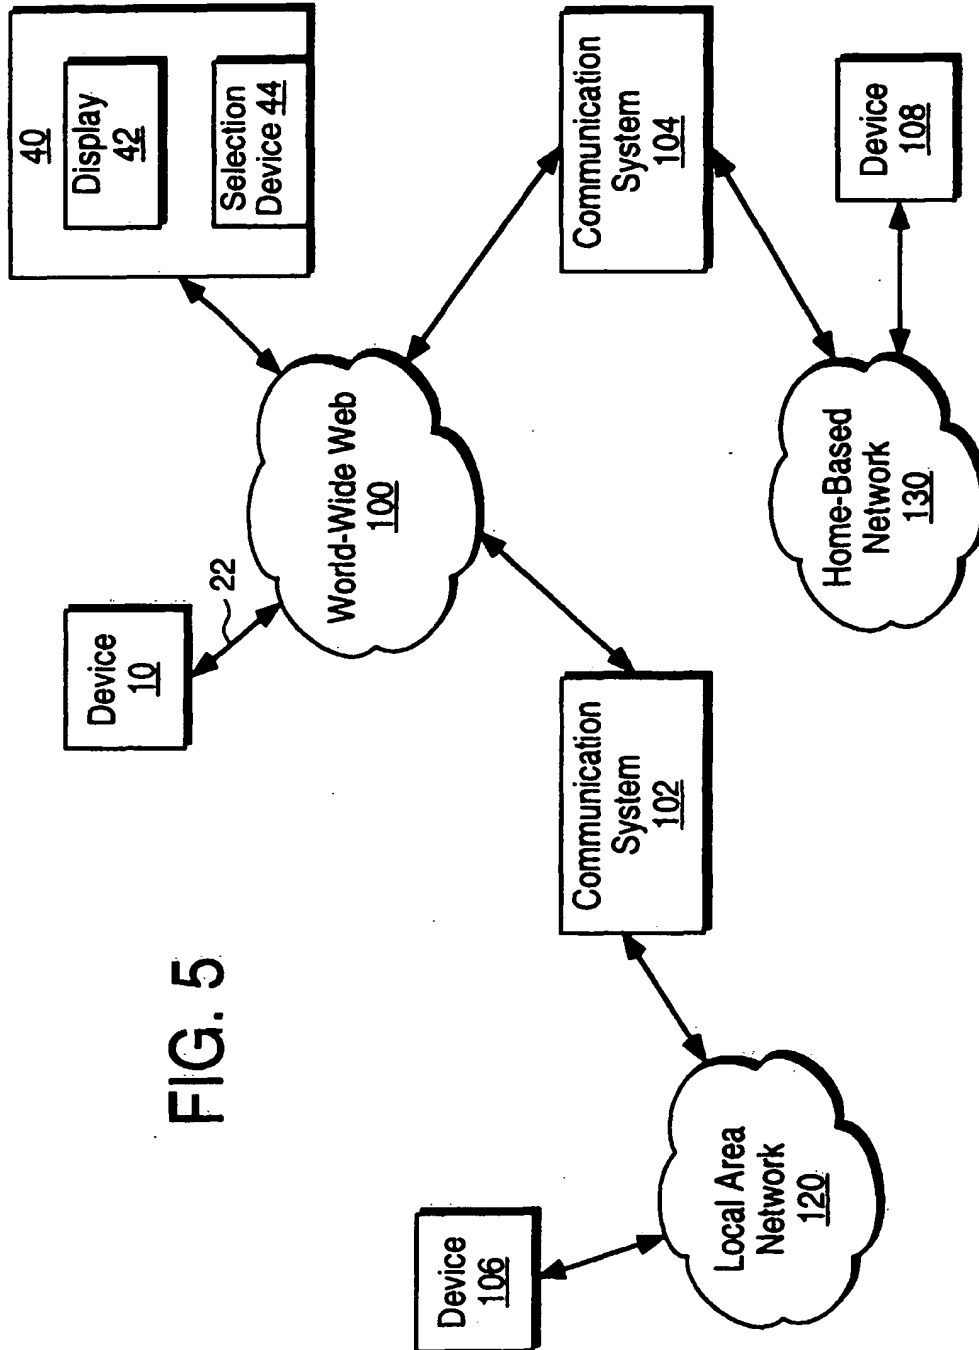 FIG. 5
Device
10
22
40
Display
42
Selection
Device 44
World-Wide Web
100
Device
106
Communication
System
102
Communication
System
104
Local Area
Network
120
Home-Based
Network
130
Device
108